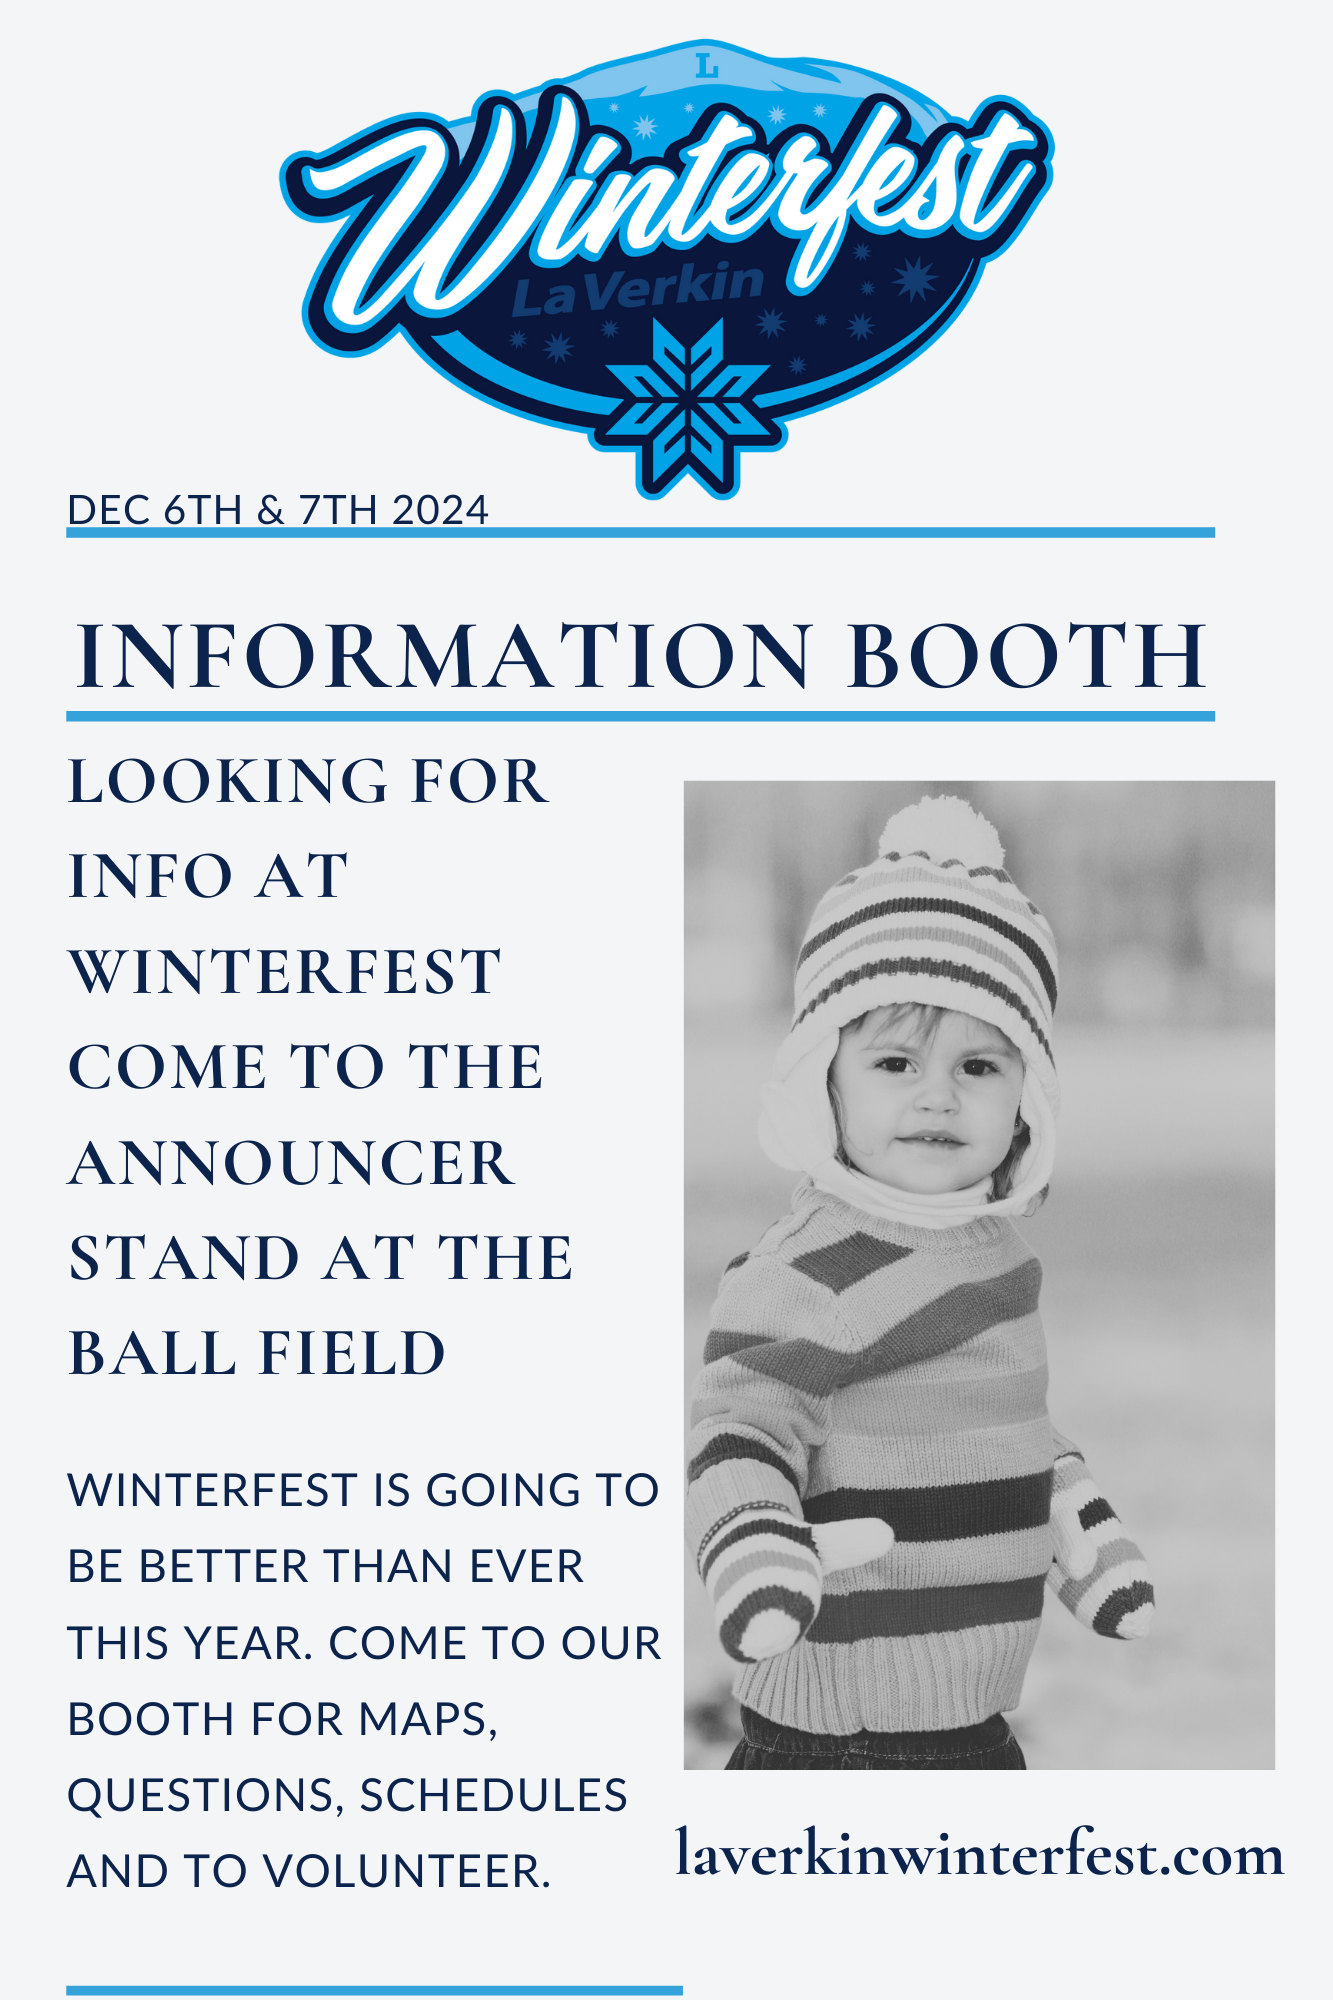 L
Winterfest
LaVerkin
DEC 6TH & 7TH 2024
INFORMATION BOOTH
LOOKING FOR
INFO AT
WINTERFEST
COME TO THE
ANNOUNCER
STAND AT THE
BALL FIELD
WINTERFEST IS GOING TO
BE BETTER THAN EVER
THIS YEAR. COME TO OUR
BOOTH FOR MAPS,
QUESTIONS, SCHEDULES
AND TO VOLUNTEER.
laverkinwinterfest.com